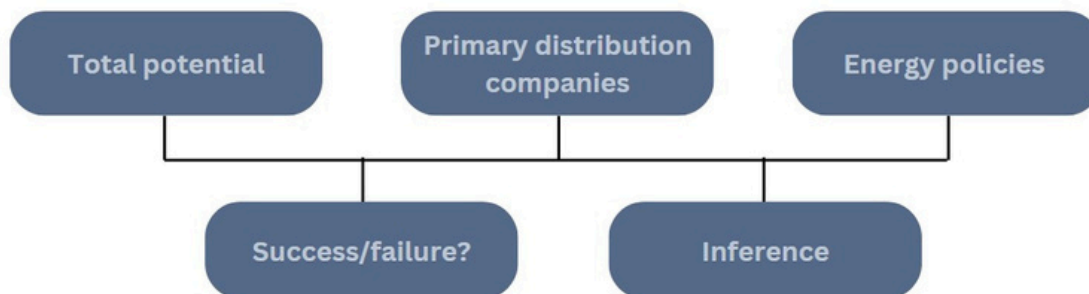 Total potential
Primary distribution
companies
Energy policies
Success/failure?
Inference